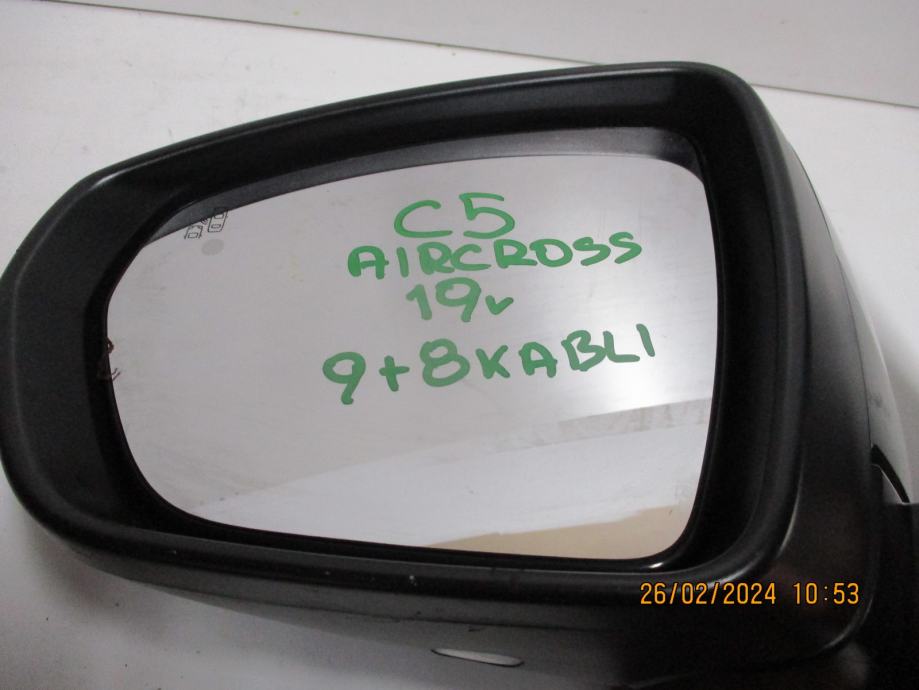 C5
AIRCROSS
19v
9+8KABLI
26/02/2024 10:53